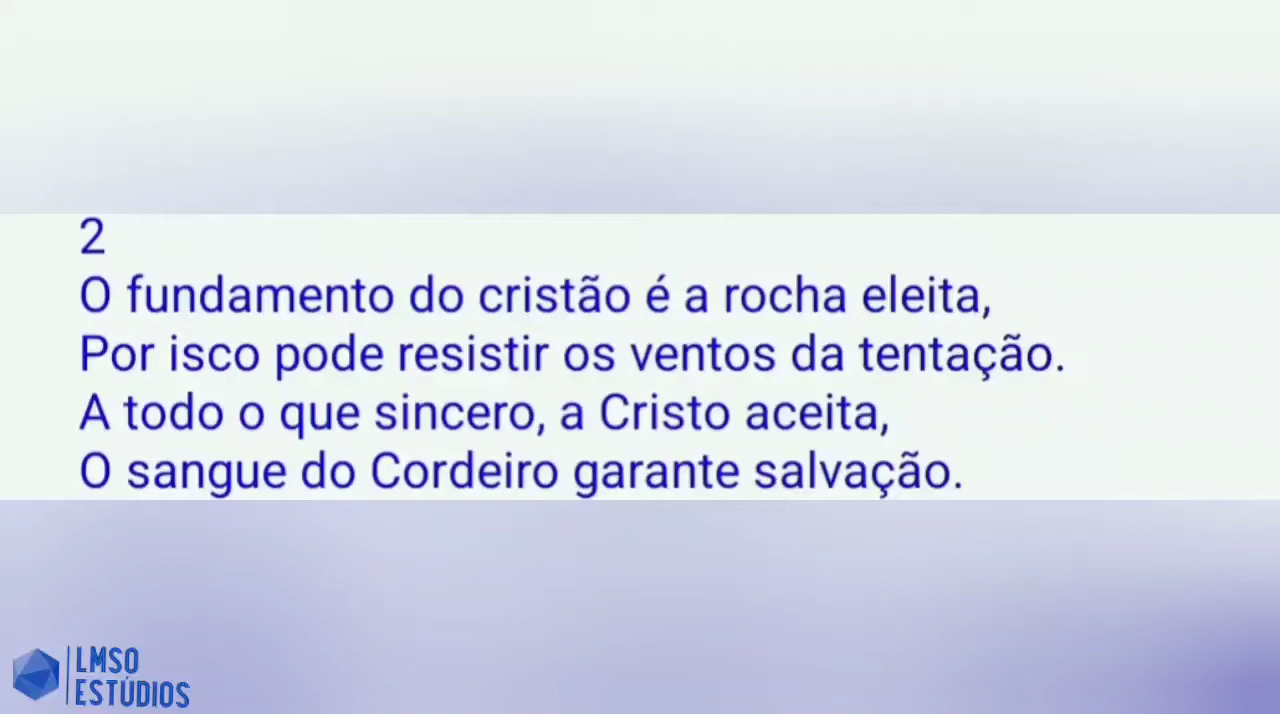 2
O fundamento do cristão é a rocha eleita,
Por isco pode resistir os ventos da tentação.
A todo o que sincero, a Cristo aceita,
O sangue do Cordeiro garante salvação.
LMSO
ESTÚDIOS